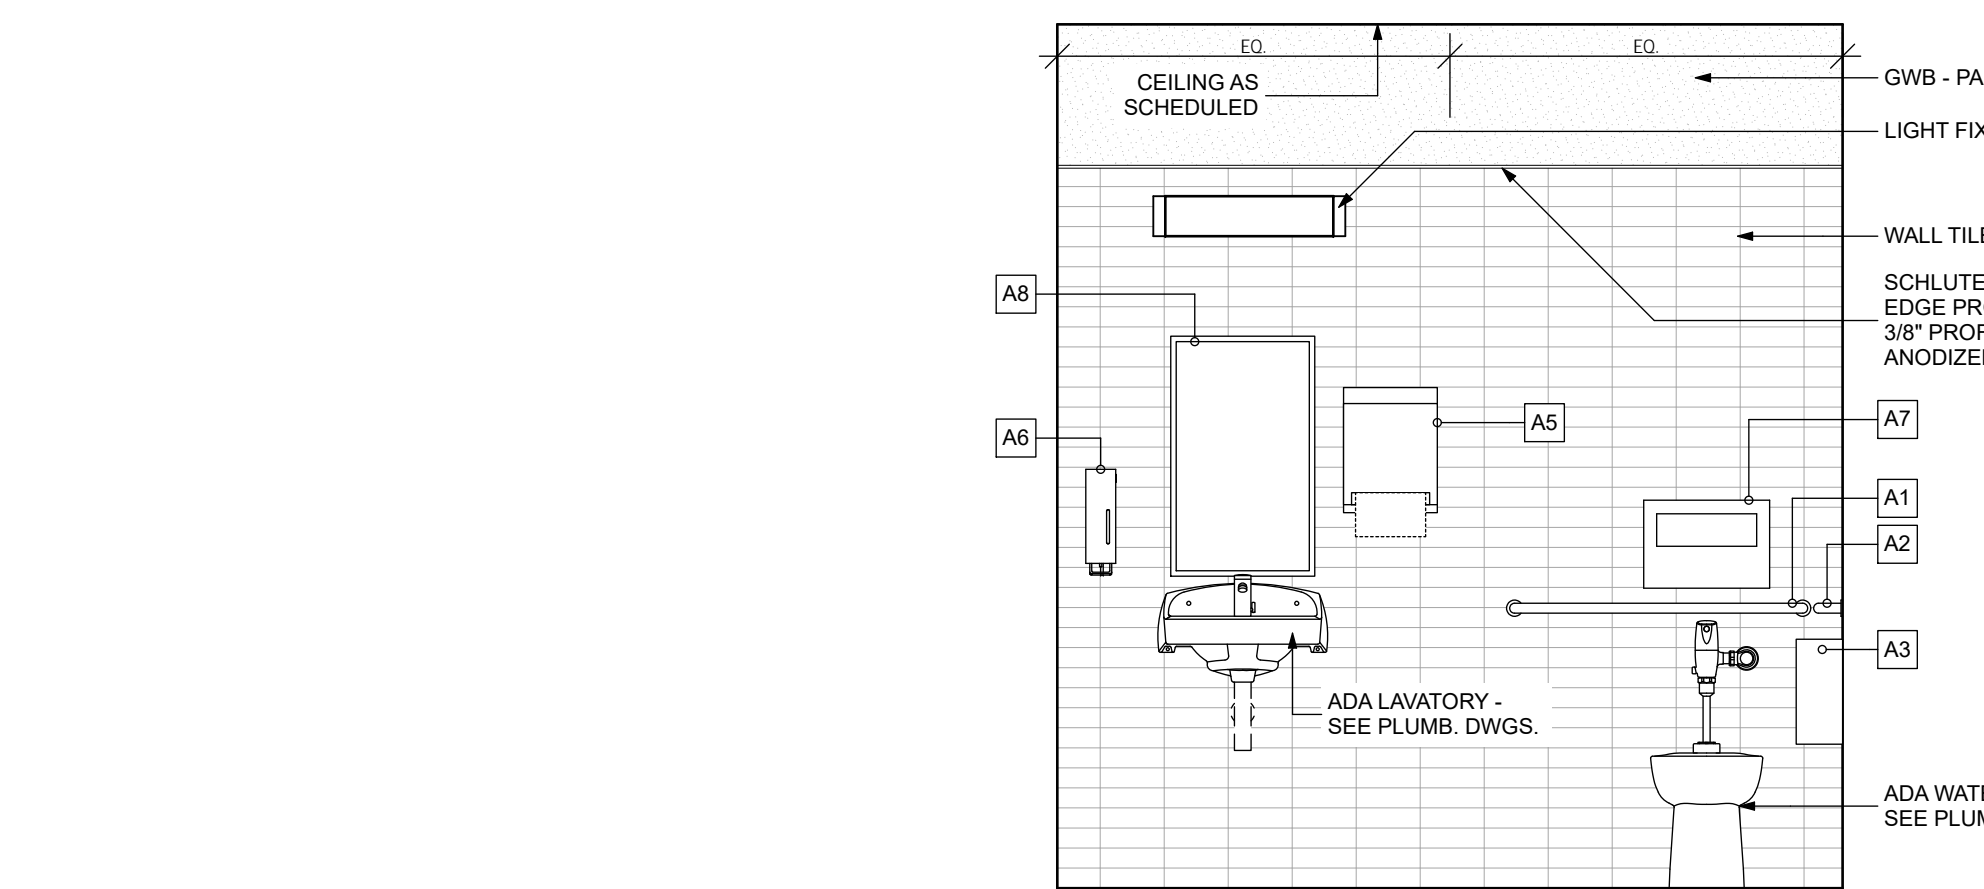 EQ.
EQ.
CEILING AS
SCHEDULED
GWB - PA
LIGHT FIX
WALL TILE
SCHLUTE
EDGE PR
3/8" PROF
ANODIZE
A8
A6
A5
A7
A1
A2
A3
ADA LAVATORY -
SEE PLUMB. DWGS.
ADA WAT
SEE PLUM